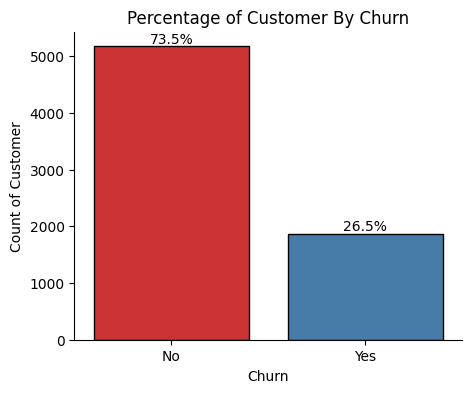 Percentage of Customer By Churn
73.5%
26.5%
5000
4000
3000
2000
1000
0
Count of Customer
No
Yes
Churn